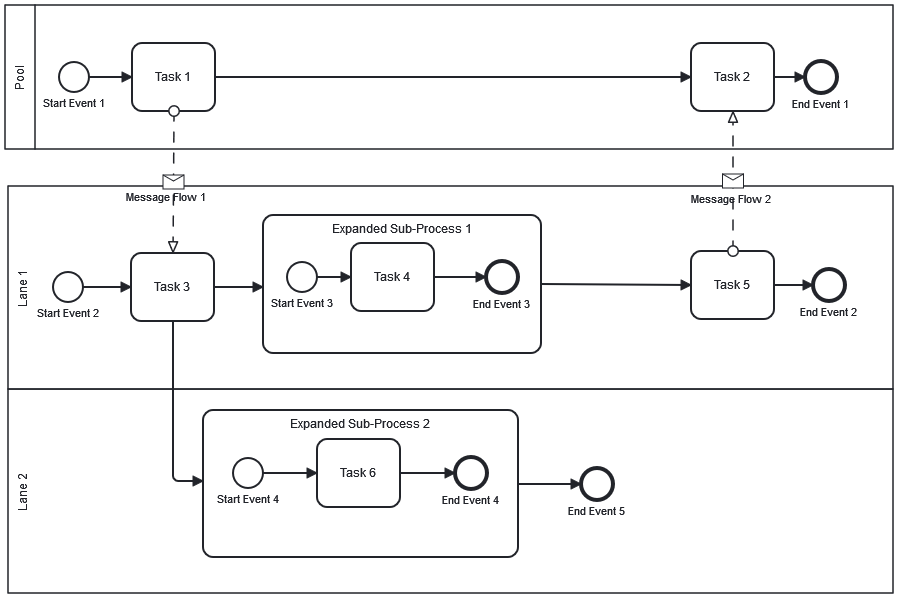 Pool
Task 1
Task 2
Start Event 1
End Event 1
Message Flow 1
Message Flow 2
Lane 1
Expanded Sub-Process 1
Task 3
Task 4
Task 5
Start Event 2
Start Event 3
End Event 3
End Event 2
Lane 2
Expanded Sub-Process 2
Task 6
Start Event 4
End Event 4
End Event 5